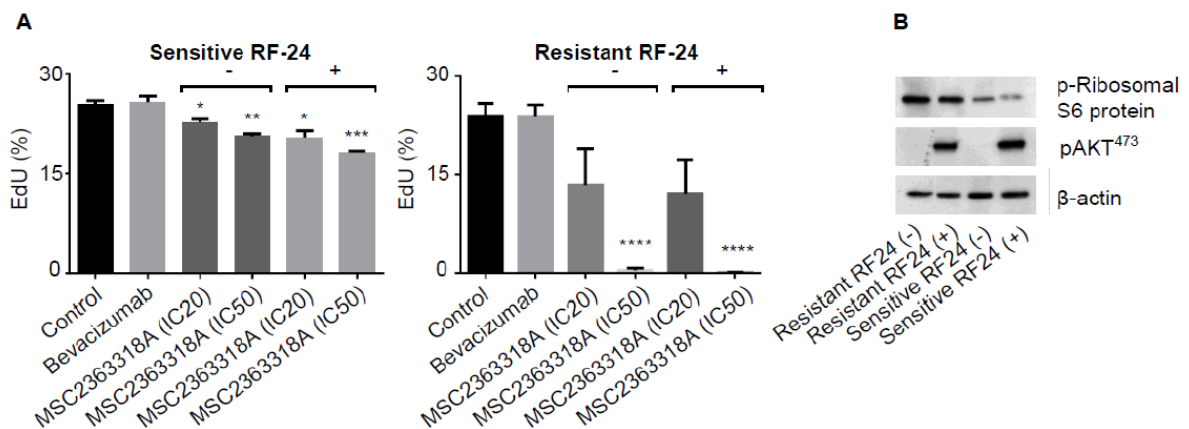 A
Sensitive RF-24
- +
30
15
0
EdU (%)
* ** * ***
Control
Bevacizumab
MSC2363318A (IC20)
MSC2363318A (IC50)
MSC2363318A (IC20)
MSC2363318A (IC50)
Resistant RF-24
- +
30
15
0
EdU (%)
**** ****
Control
Bevacizumab
MSC2363318A (IC20)
MSC2363318A (IC50)
MSC2363318A (IC20)
MSC2363318A (IC50)
B
p-Ribosomal
S6 protein
pAKT473
β-actin
Resistant RF24 (-)
Resistant RF24 (+)
Sensitive RF24 (-)
Sensitive RF24 (+)